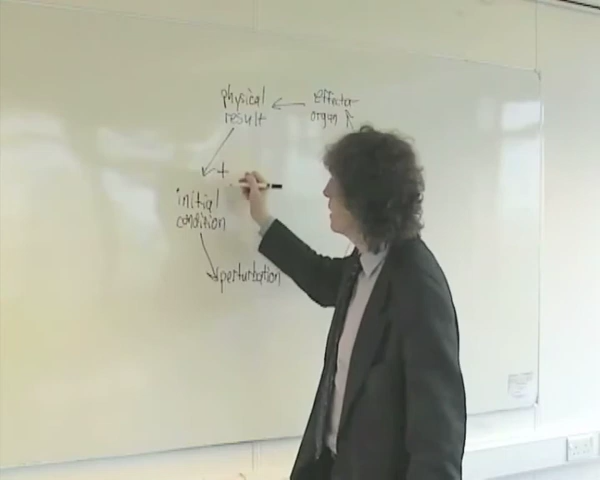 physical
result
effector
organ
+
initial
condition
perturbation